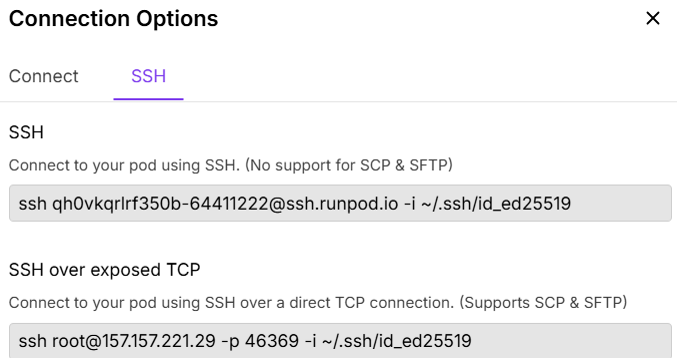 Connection Options
Connect SSH
SSH
Connect to your pod using SSH. (No support for SCP & SFTP)
ssh qh0vkqrlrf350b-64411222@ssh.runpod.io -i ~/.ssh/id_ed25519
SSH over exposed TCP
Connect to your pod using SSH over a direct TCP connection. (Supports SCP & SFTP)
ssh root@157.157.221.29 -p 46369 -i ~/.ssh/id_ed25519